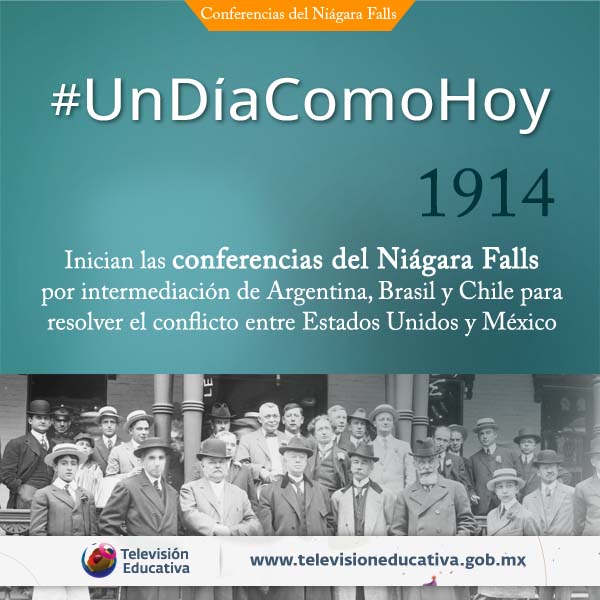 Conferencias del Niágara Falls
#UnDíaComoHoy
1914
Inician las conferencias del Niágara Falls
por intermediación de Argentina, Brasil y Chile para
resolver el conflicto entre Estados Unidos y México
Televisión
Educativa
www.televisioneducativa.gob.mx